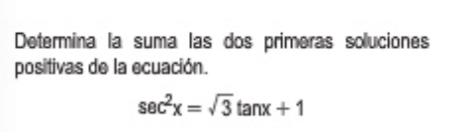 Determina la suma las dos primeras soluciones
positivas de la ecuación.
sec²x = √3 tanx + 1